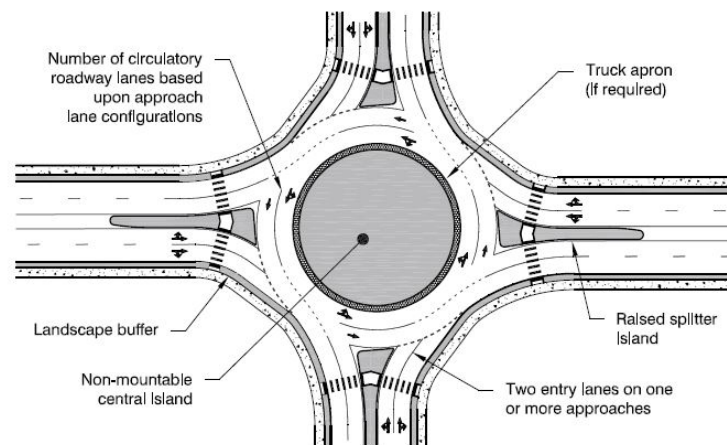 Number of circulatory
roadway lanes based
upon approach
lane configurations
Truck apron
(If required)
Landscape buffer
Raised splitter
Island
Non-mountable
central Island
Two entry lanes on one
or more approaches